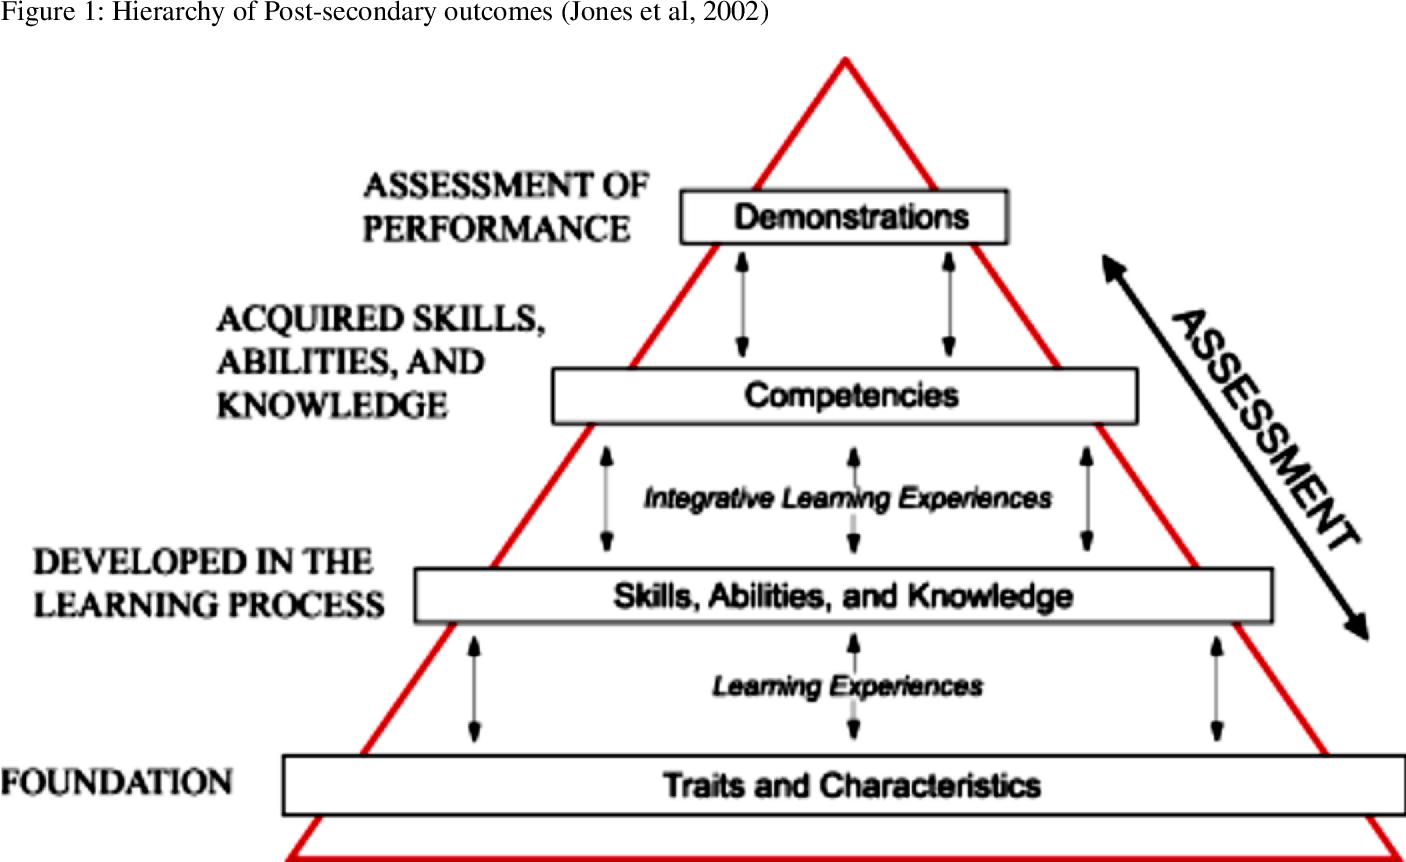 Figure 1: Hierarchy of Post-secondary outcomes (Jones et al, 2002)
ASSESSMENT OF
PERFORMANCE
Demonstrations
ACQUIRED SKILLS,
ABILITIES, AND
KNOWLEDGE
Competencies
ASSESSMENT
Integrative Learning Experiences
DEVELOPED IN THE
LEARNING PROCESS
Skills, Abilities, and Knowledge
Learning Experiences
FOUNDATION
Traits and Characteristics